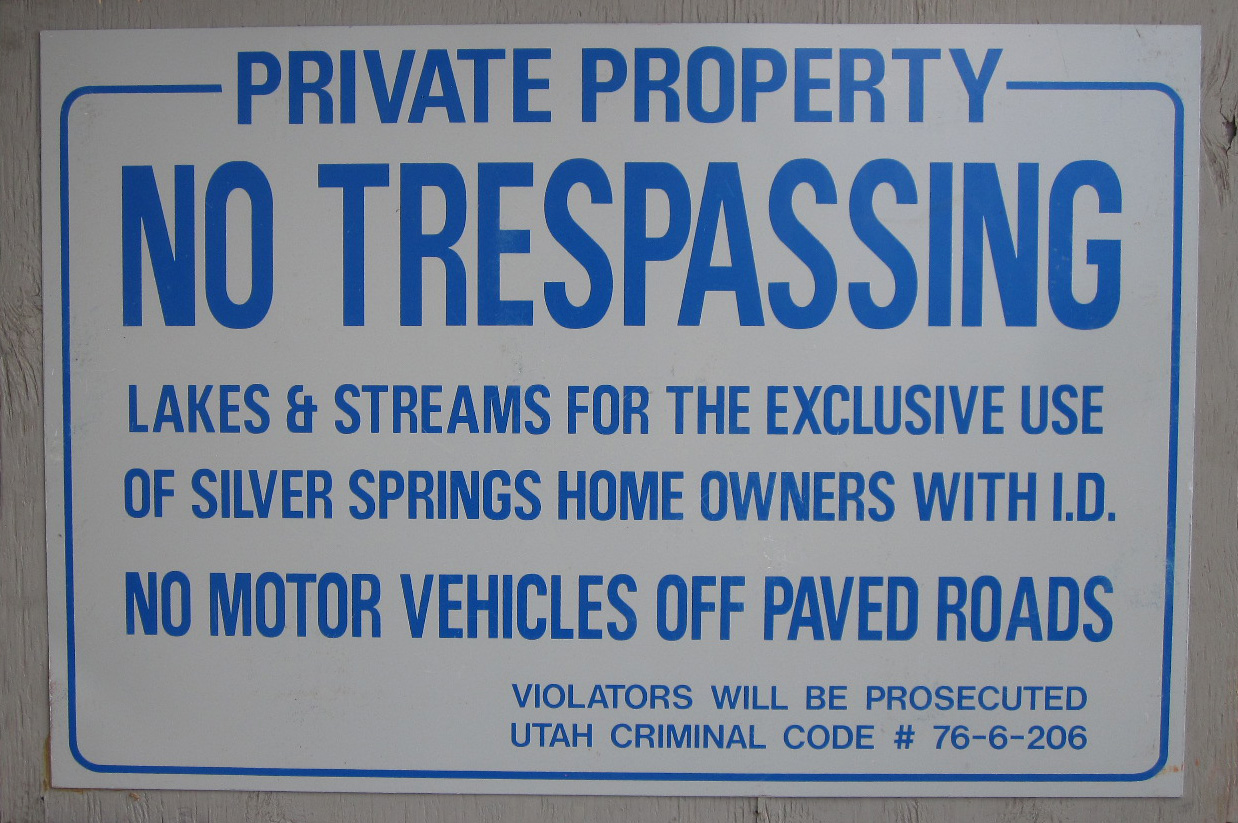 PRIVATE PROPERTY
NO TRESPASSING
LAKES & STREAMS FOR THE EXCLUSIVE USE
OF SILVER SPRINGS HOME OWNERS WITH I.D.
NO MOTOR VEHICLES OFF PAVED ROADS
VIOLATORS WILL BE PROSECUTED
UTAH CRIMINAL CODE # 76-6-206